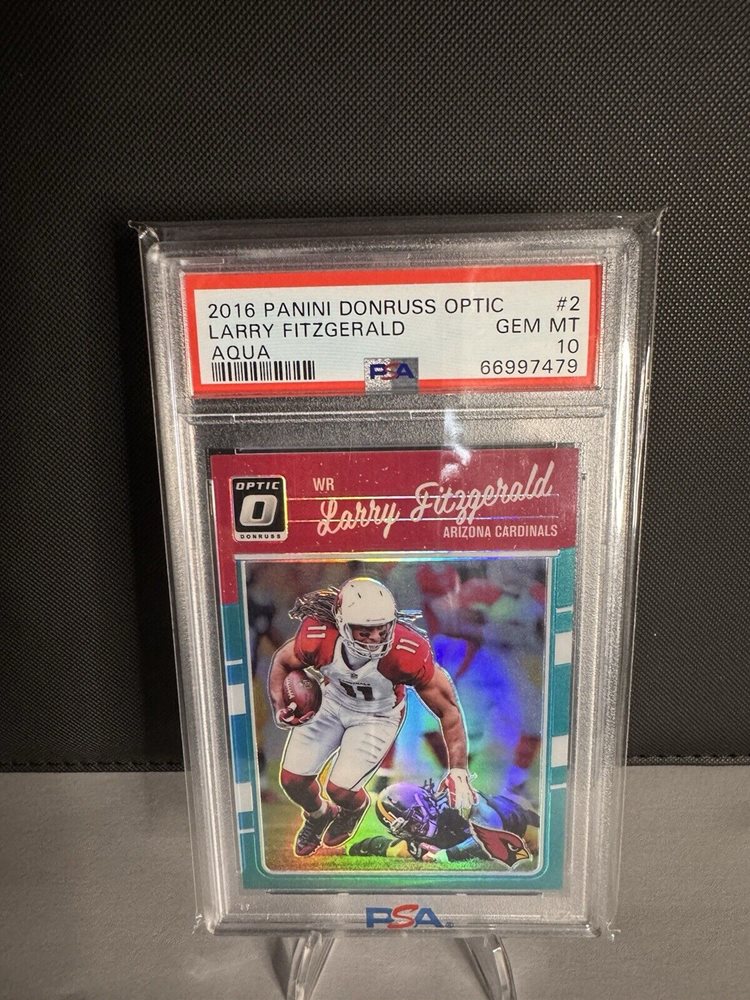 2016 PANINI DONRUSS OPTIC #2
LARRY FITZGERALD GEM MT
AQUA 10
PSA 66997479
OPTIC
O
DONRUSS
WR
Larry Fitzgerald
ARIZONA CARDINALS
11
11
11
PSA